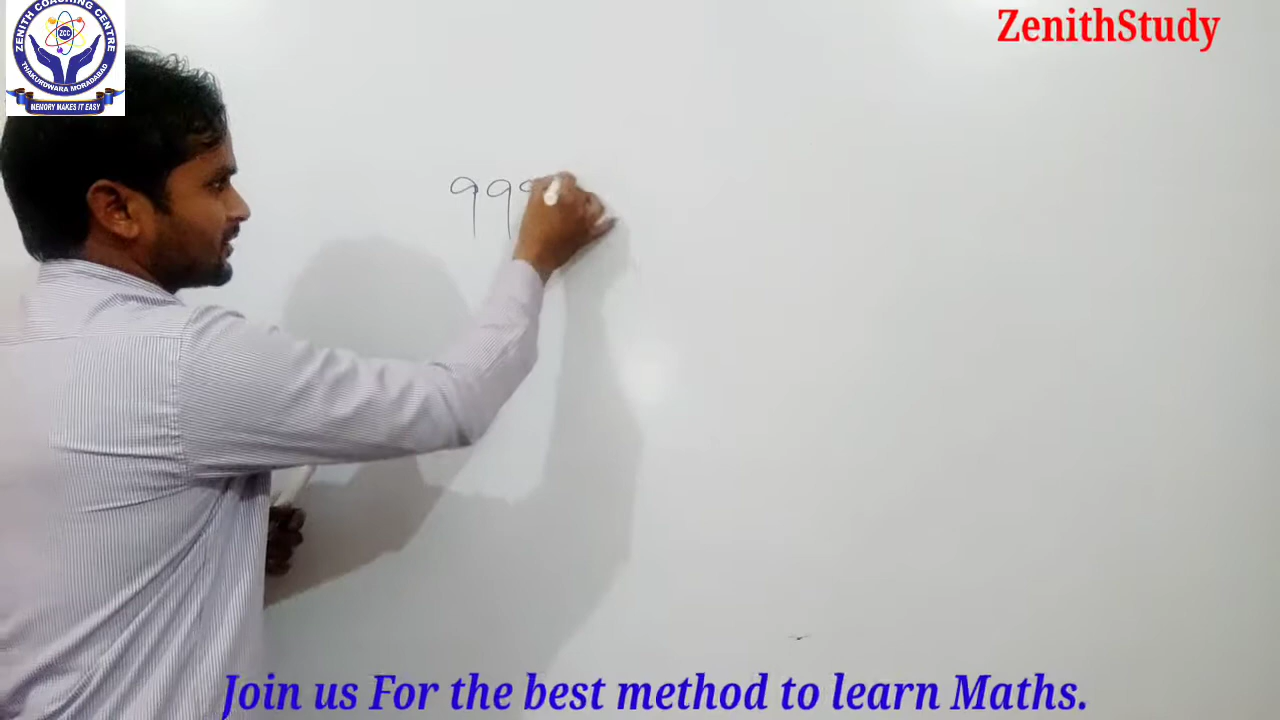 ZENITH COACHING CENTRE
ZCC
THAKURDWARA MORADABAD
MEMORY MAKES IT EASY
ZenithStudy
999
Join us For the best method to learn Maths.